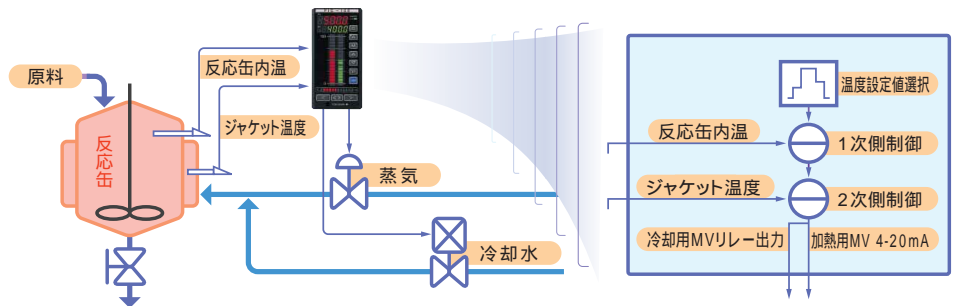 原料
反応缶
反応缶内温
ジャケット温度
蒸気
冷却水
温度設定値選択
反応缶内温
1次側制御
ジャケット温度
2次側制御
冷却用MVリレー出力
加熱用MV 4-20mA